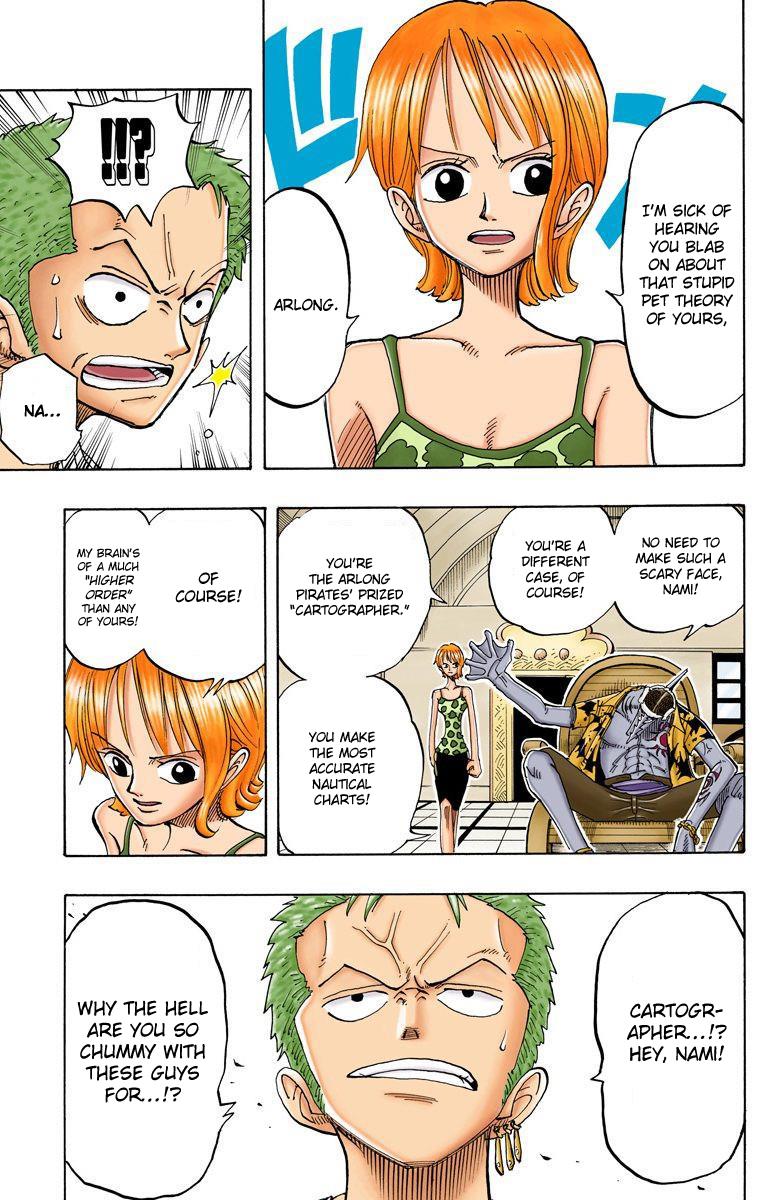 I'M SICK OF
HEARING
YOU BLAB
ON ABOUT
THAT STUPID
PET THEORY
OF YOURS,
ARLONG.
ドン
!!?
NA...
NO NEED TO
MAKE SUCH A
SCARY FACE,
NAMI!
YOU'RE A
DIFFERENT
CASE, OF
COURSE!
YOU'RE
THE ARLONG
PIRATES' PRIZED
"CARTOGRAPHER."
YOU MAKE
THE MOST
ACCURATE
NAUTICAL
CHARTS!
OF
COURSE!
MY BRAIN'S
OF A MUCH
"HIGHER
ORDER"
THAN ANY
OF YOURS!
CARTOGR-
APHER...!?
HEY, NAMI!
WHY THE HELL
ARE YOU SO
CHUMMY WITH
THESE GUYS
FOR...!?